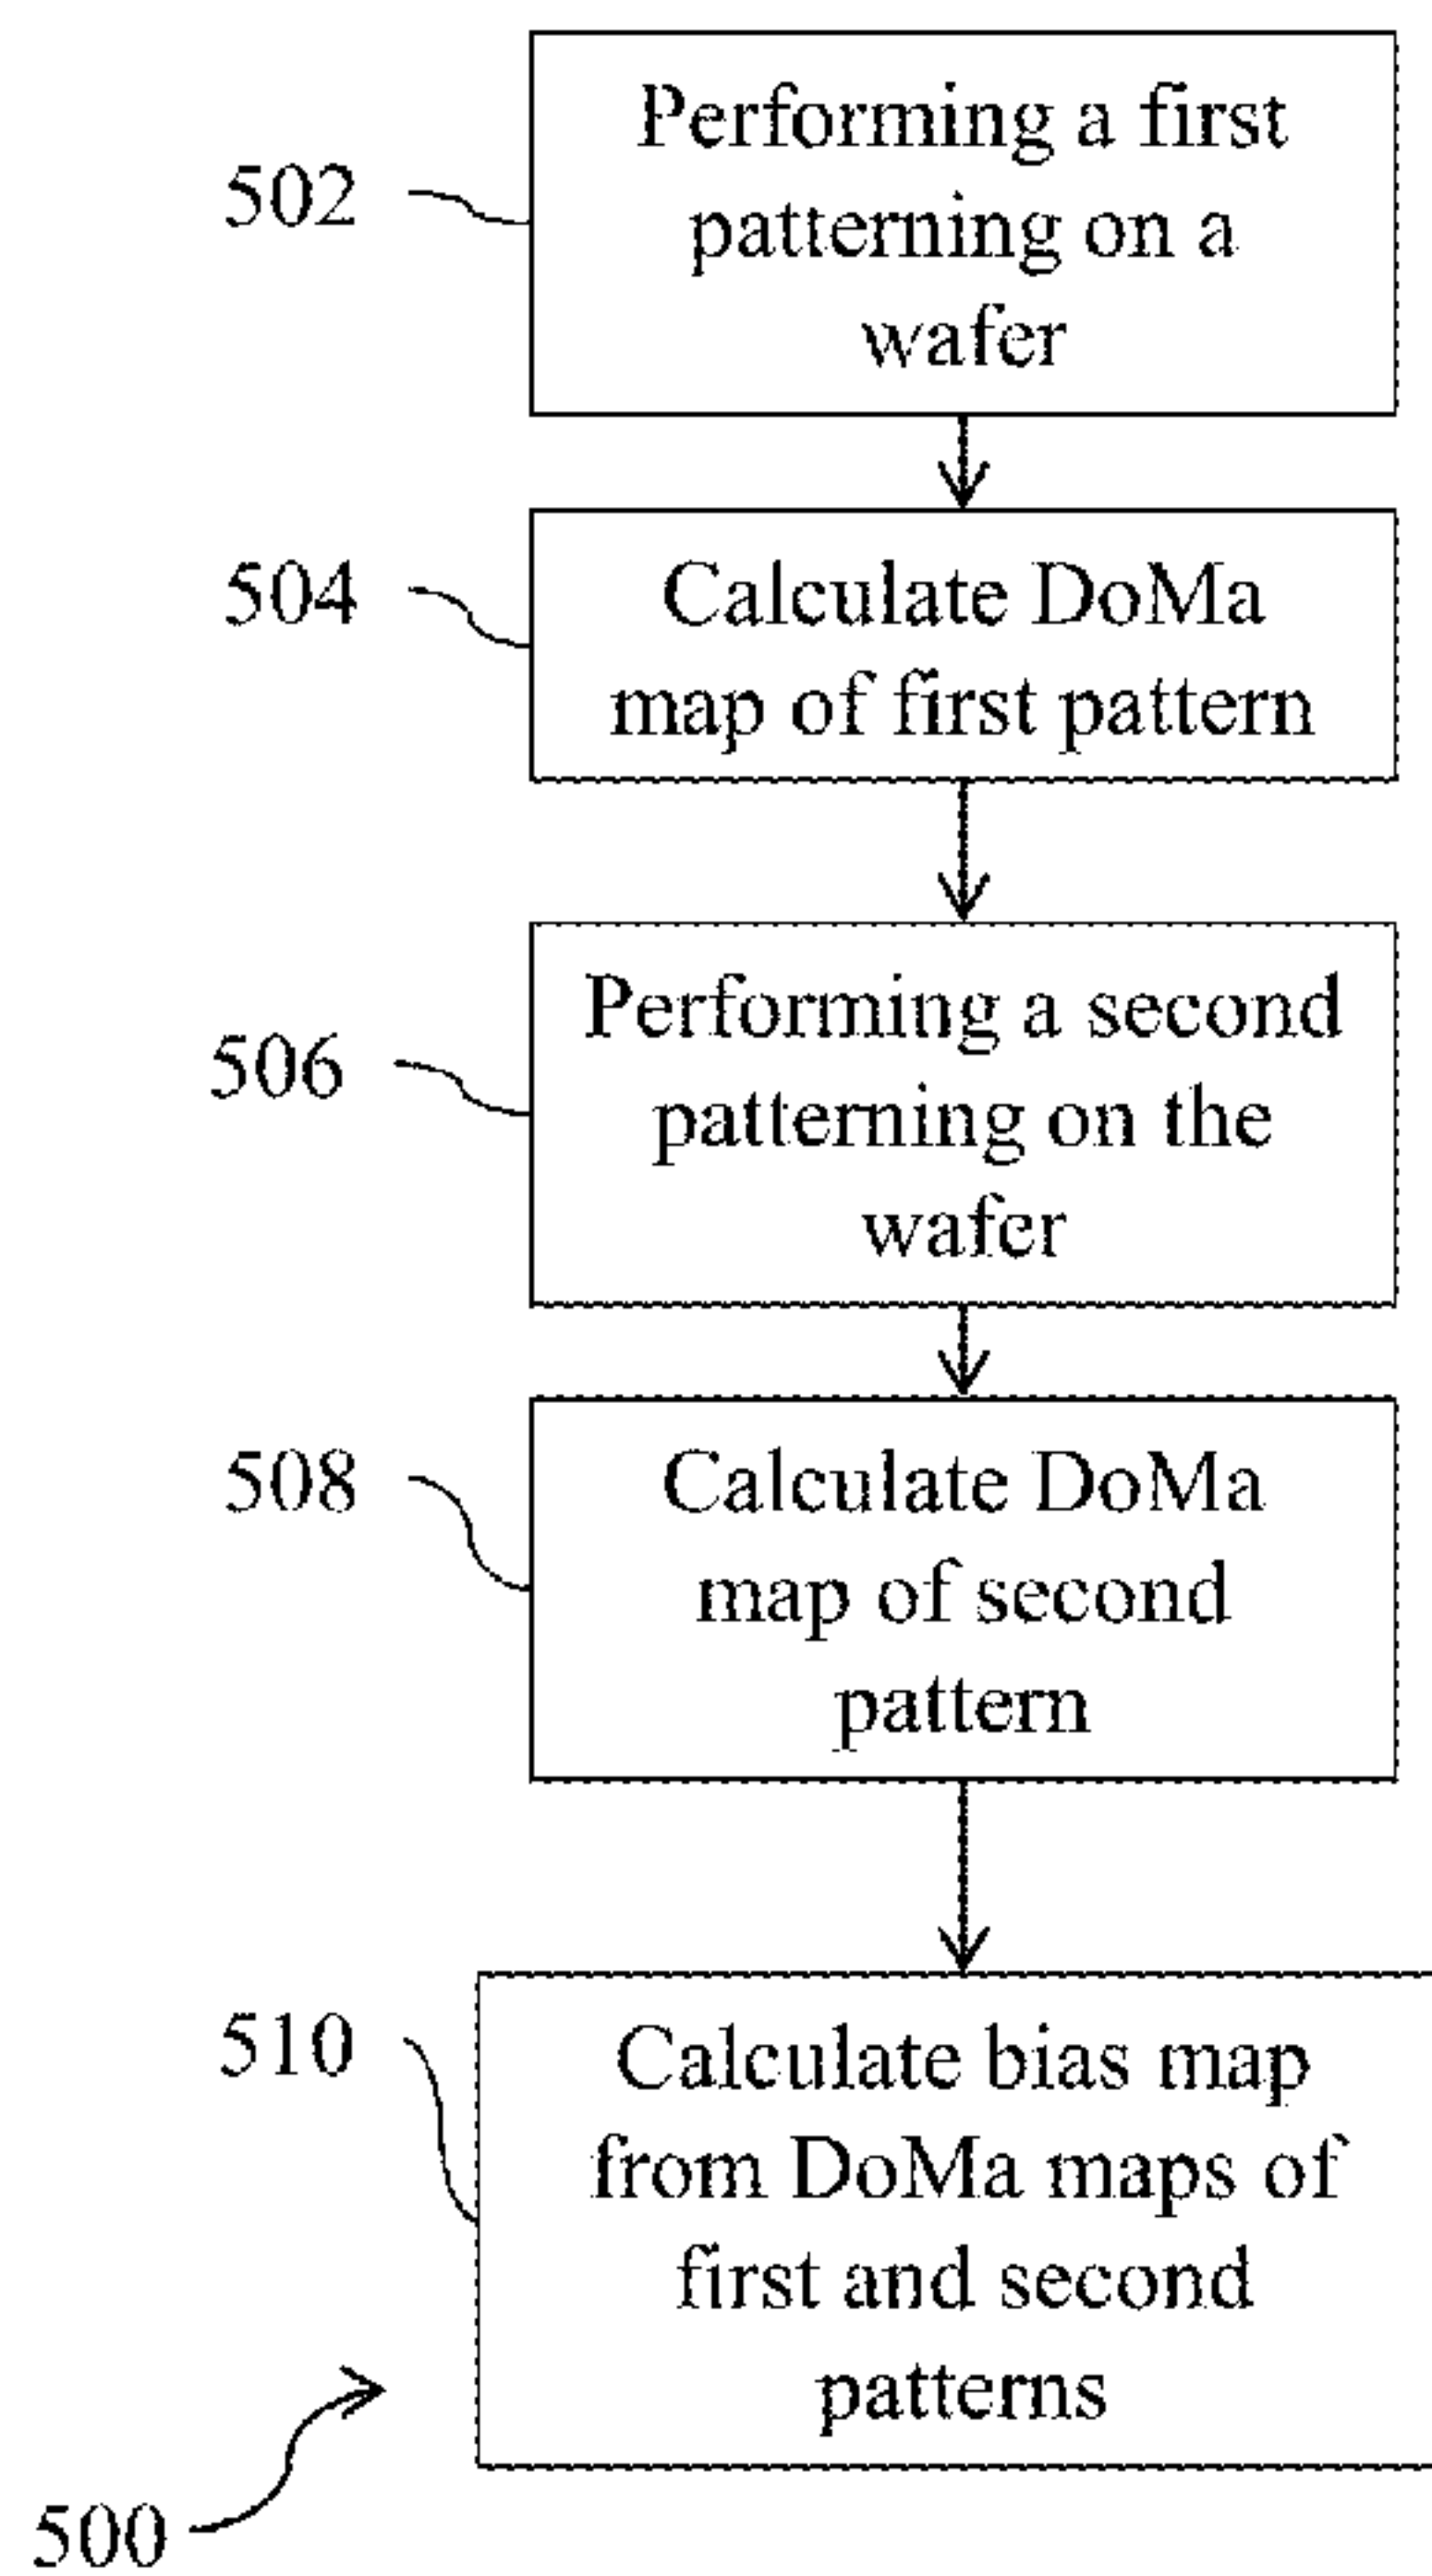 502
Performing a first
patterning on a
wafer
504
Calculate DoMa
map of first pattern
506
Performing a second
patterning on the
wafer
508
Calculate DoMa
map of second
pattern
510
Calculate bias map
from DoMa maps of
first and second
patterns
500